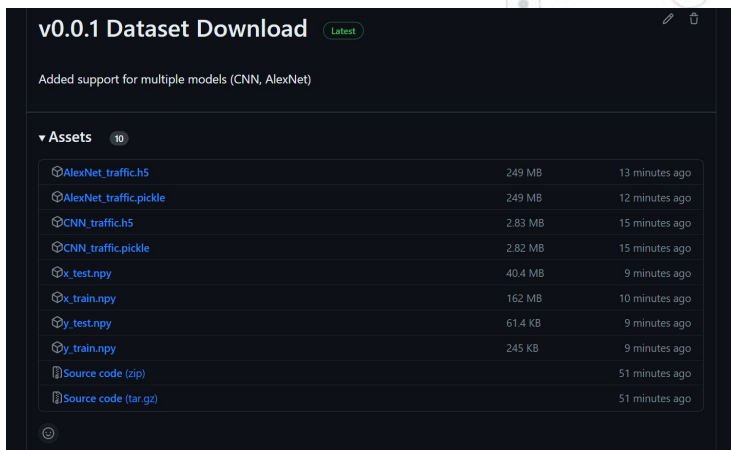 v0.0.1 Dataset Download Latest
Added support for multiple models (CNN, AlexNet)
Assets 10
AlexNet_traffic.h5 249 MB 13 minutes ago
AlexNet_traffic.pickle 249 MB 12 minutes ago
CNN_traffic.h5 2.83 MB 15 minutes ago
CNN_traffic.pickle 2.82 MB 15 minutes ago
x_test.npy 40.4 MB 9 minutes ago
x_train.npy 162 MB 10 minutes ago
y_test.npy 61.4 KB 9 minutes ago
y_train.npy 245 KB 9 minutes ago
Source code (zip) 51 minutes ago
Source code (tar.gz) 51 minutes ago